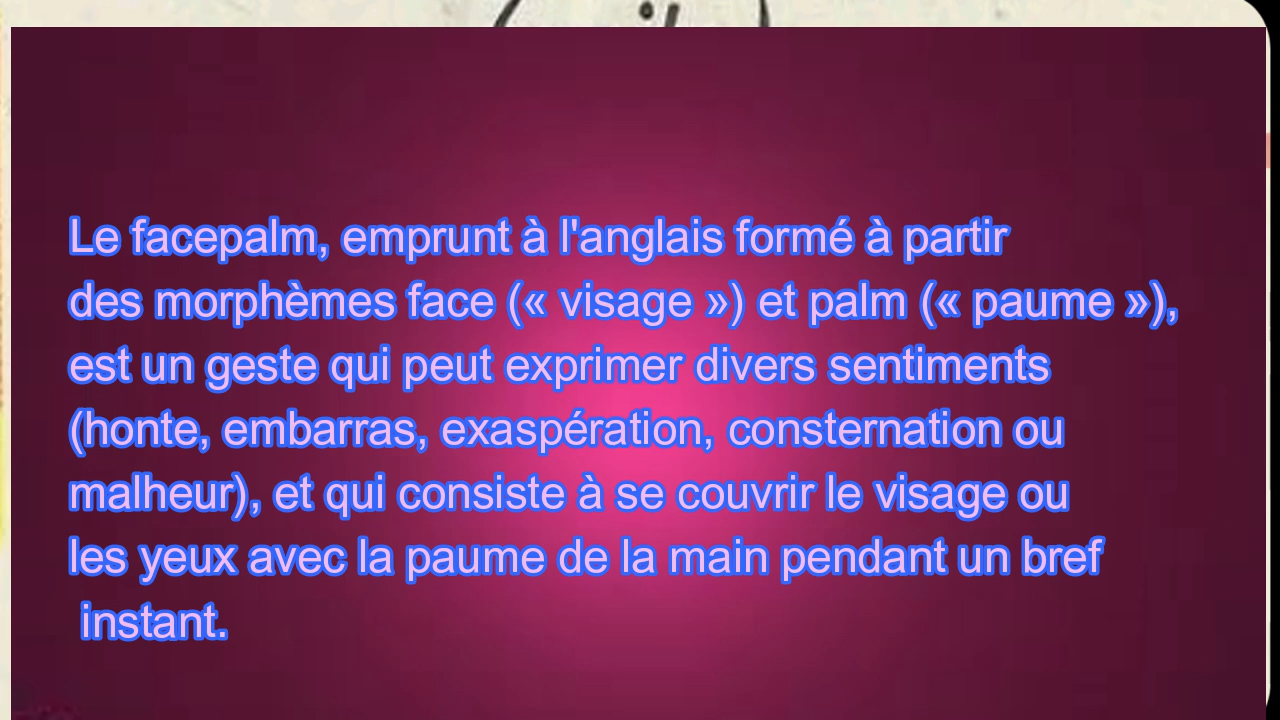 Le facepalm, emprunt à l'anglais formé à partir
des morphèmes face (« visage ») et palm (« paume »),
est un geste qui peut exprimer divers sentiments
(honte, embarras, exaspération, consternation ou
malheur), et qui consiste à se couvrir le visage ou
les yeux avec la paume de la main pendant un bref
instant.